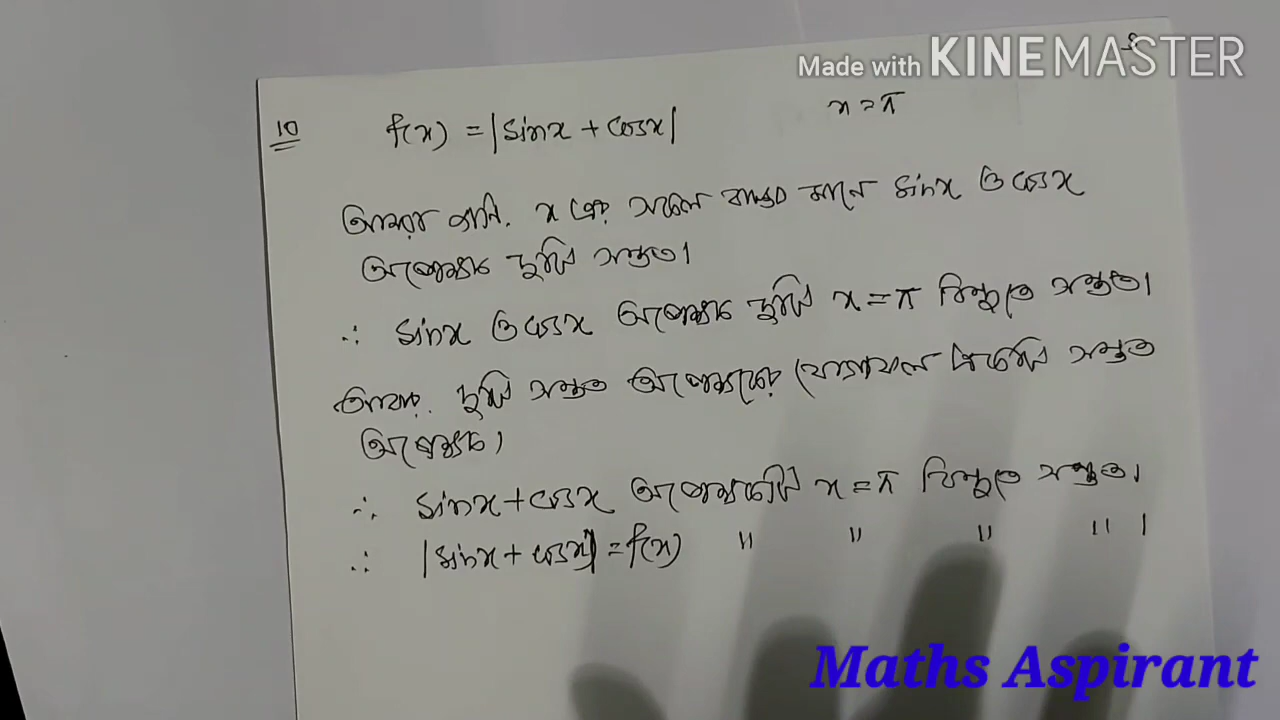 Made with KINEMASTER
10 f(x) = |sinx + cosx| x = π
আমরা জানি, x এর সকল বাস্তব মানে sinx ও cosx
অপেক্ষক দুটি সন্তত।
∴ sinx ও cosx অপেক্ষক দুটি x = π বিন্দুতে সন্তত।
আবার, দুটি সন্তত অপেক্ষকের যোগফল একটি সন্তত
অপেক্ষক।
∴ sinx + cosx অপেক্ষকটি x = π বিন্দুতে সন্তত।
∴ |sinx + cosx| = f(x) " " " " ।
Maths Aspirant